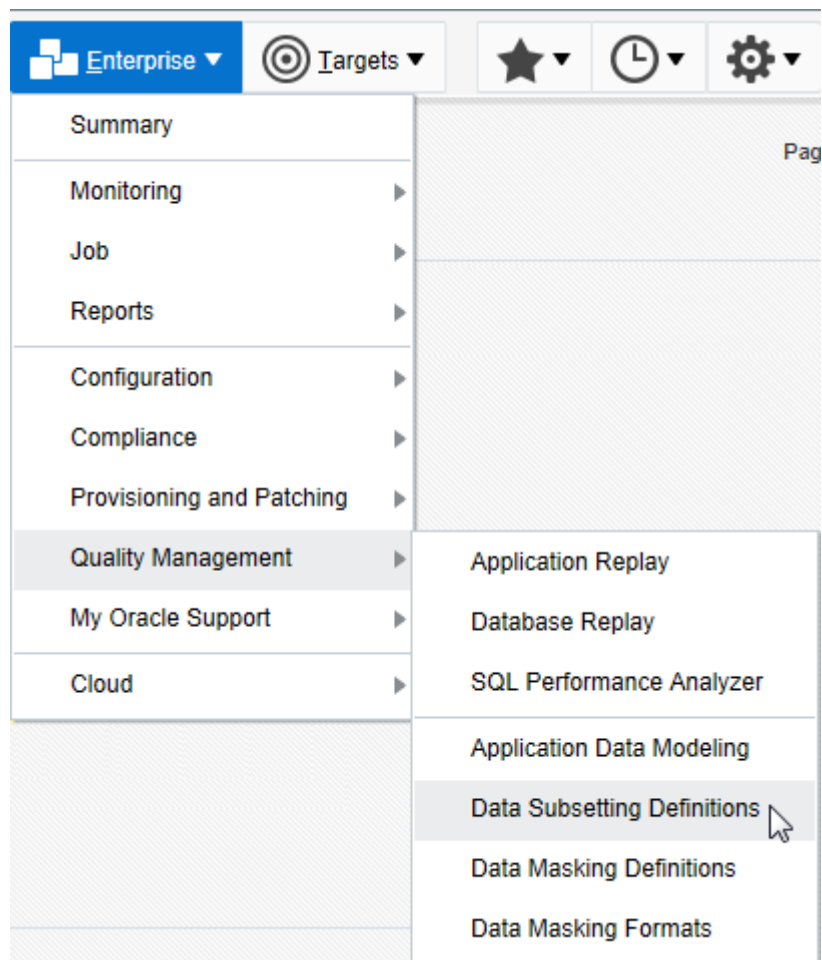 Enterprise Targets
Summary
Pag
Monitoring
Job
Reports
Configuration
Compliance
Provisioning and Patching
Quality Management
My Oracle Support
Cloud
Application Replay
Database Replay
SQL Performance Analyzer
Application Data Modeling
Data Subsetting Definitions
Data Masking Definitions
Data Masking Formats